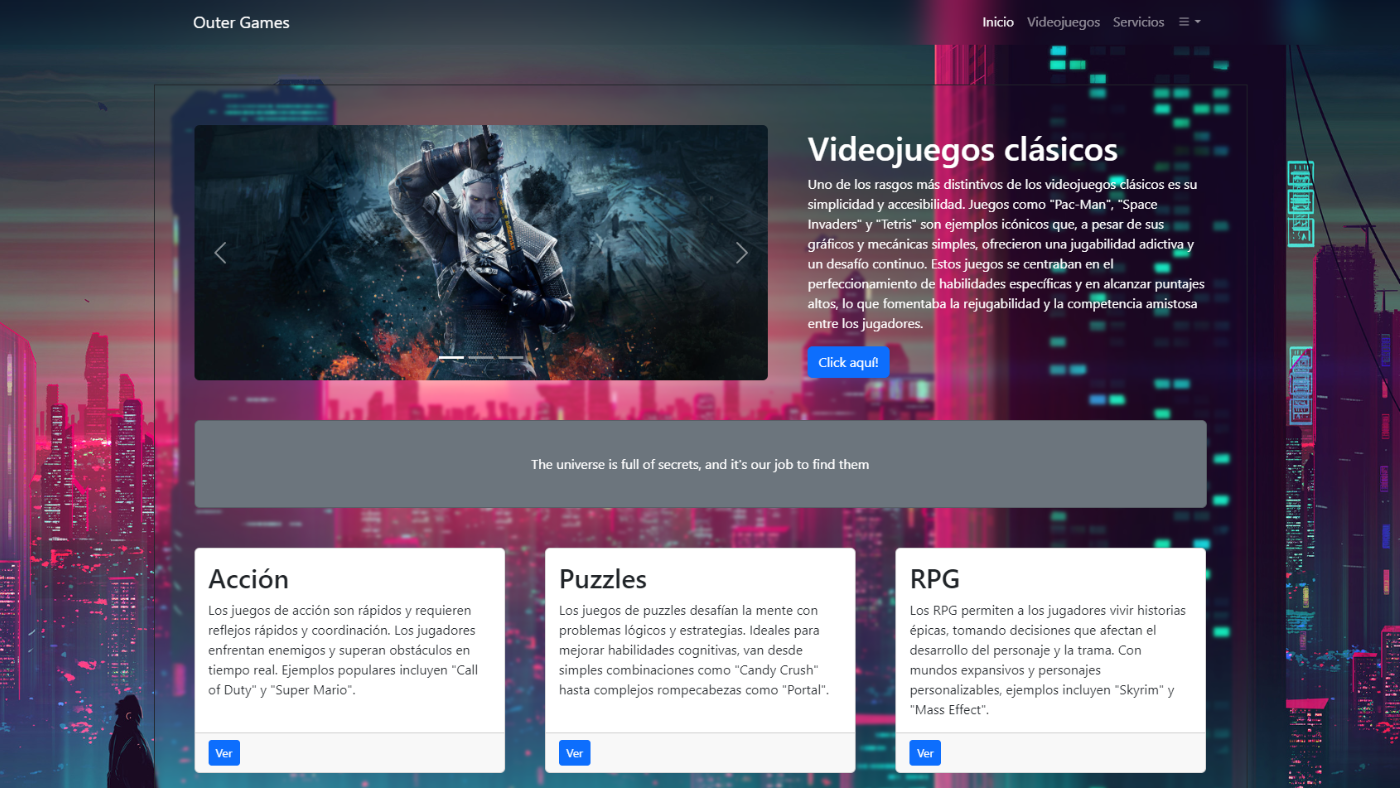 Outer Games
Inicio Videojuegos Servicios
Videojuegos clásicos
Uno de los rasgos más distintivos de los videojuegos clásicos es su
simplicidad y accesibilidad. Juegos como "Pac-Man", "Space
Invaders" y "Tetris" son ejemplos icónicos que, a pesar de sus
gráficos y mecánicas simples, ofrecieron una jugabilidad adictiva y
un desafío continuo. Estos juegos se centraban en el
perfeccionamiento de habilidades específicas y en alcanzar puntajes
altos, lo que fomentaba la rejugabilidad y la competencia amistosa
entre los jugadores.
Click aquí!
The universe is full of secrets, and it's our job to find them
Acción
Los juegos de acción son rápidos y requieren
reflejos rápidos y coordinación. Los jugadores
enfrentan enemigos y superan obstáculos en
tiempo real. Ejemplos populares incluyen "Call
of Duty" y "Super Mario".
Ver
Puzzles
Los juegos de puzzles desafían la mente con
problemas lógicos y estrategias. Ideales para
mejorar habilidades cognitivas, van desde
simples combinaciones como "Candy Crush"
hasta complejos rompecabezas como "Portal".
Ver
RPG
Los RPG permiten a los jugadores vivir historias
épicas, tomando decisiones que afectan el
desarrollo del personaje y la trama. Con
mundos expansivos y personajes
personalizables, ejemplos incluyen "Skyrim" y
"Mass Effect".
Ver